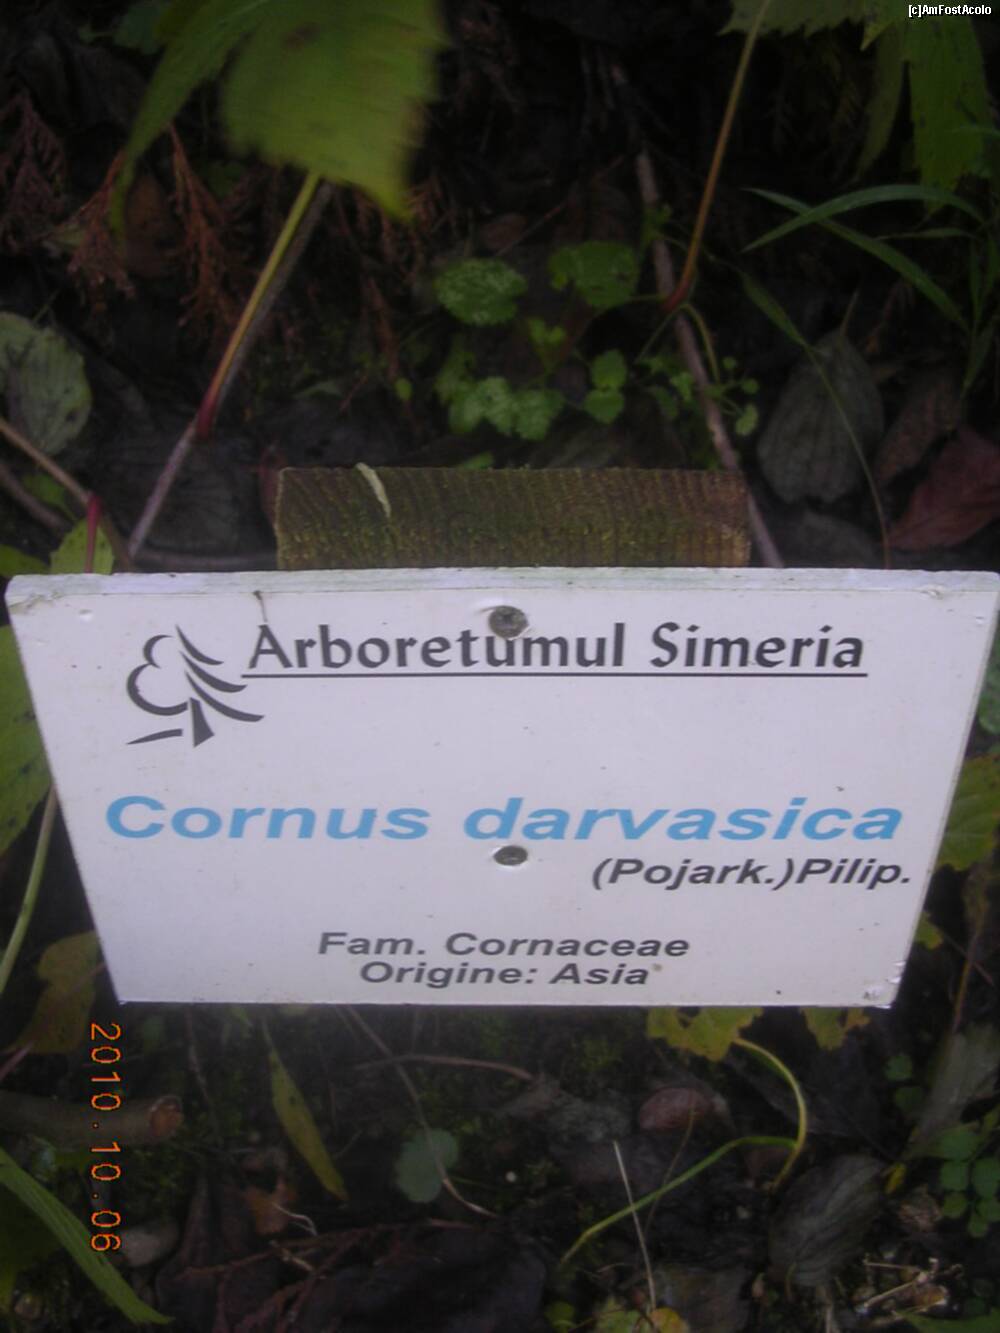 [c]AmFostAcolo
Arboretumul Simeria
Cornus darvasica
(Pojark.)Pilip.
Fam. Cornaceae
Origine: Asia
2010.10.06